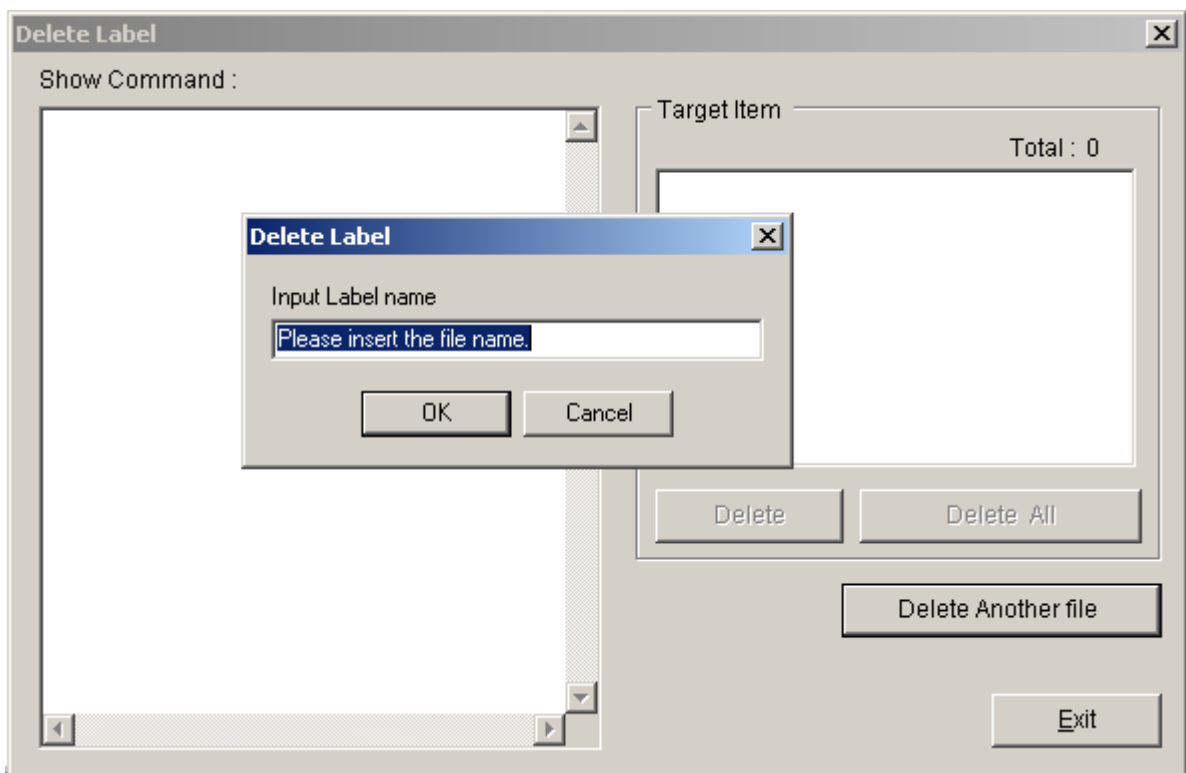 Delete Label
Show Command :
Target Item
Total : 0
Delete Label
Input Label name
Please insert the file name.
OK
Cancel
Delete
Delete All
Delete Another file
Exit